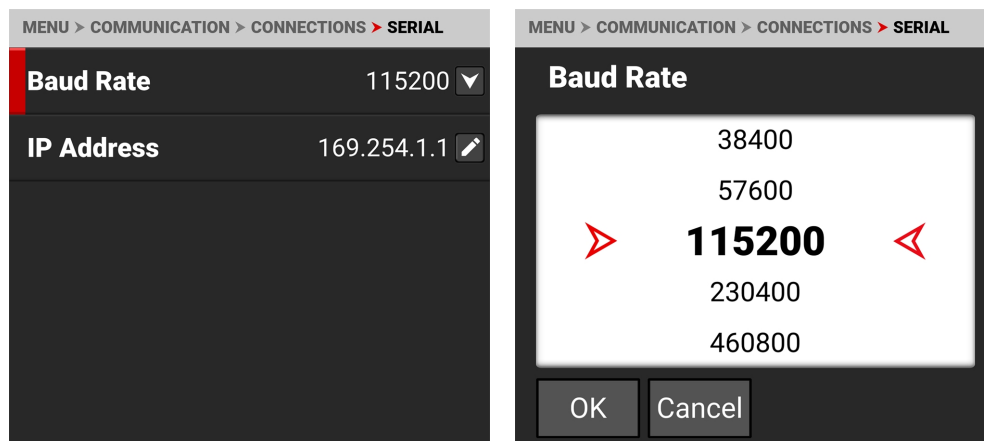 MENU > COMMUNICATION > CONNECTIONS > SERIAL
Baud Rate 115200
IP Address 169.254.1.1
MENU > COMMUNICATION > CONNECTIONS > SERIAL
Baud Rate
38400
57600
115200
230400
460800
OK Cancel